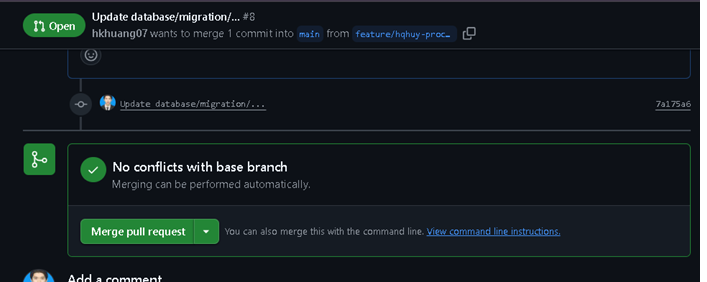 Open
Update database/migration/... #8
hkhuang07 wants to merge 1 commit into main from feature/hqhuy-proc...
Update database/migration/... 7a175a6
No conflicts with base branch
Merging can be performed automatically.
Merge pull request You can also merge this with the command line. View command line instructions.
Add a comment